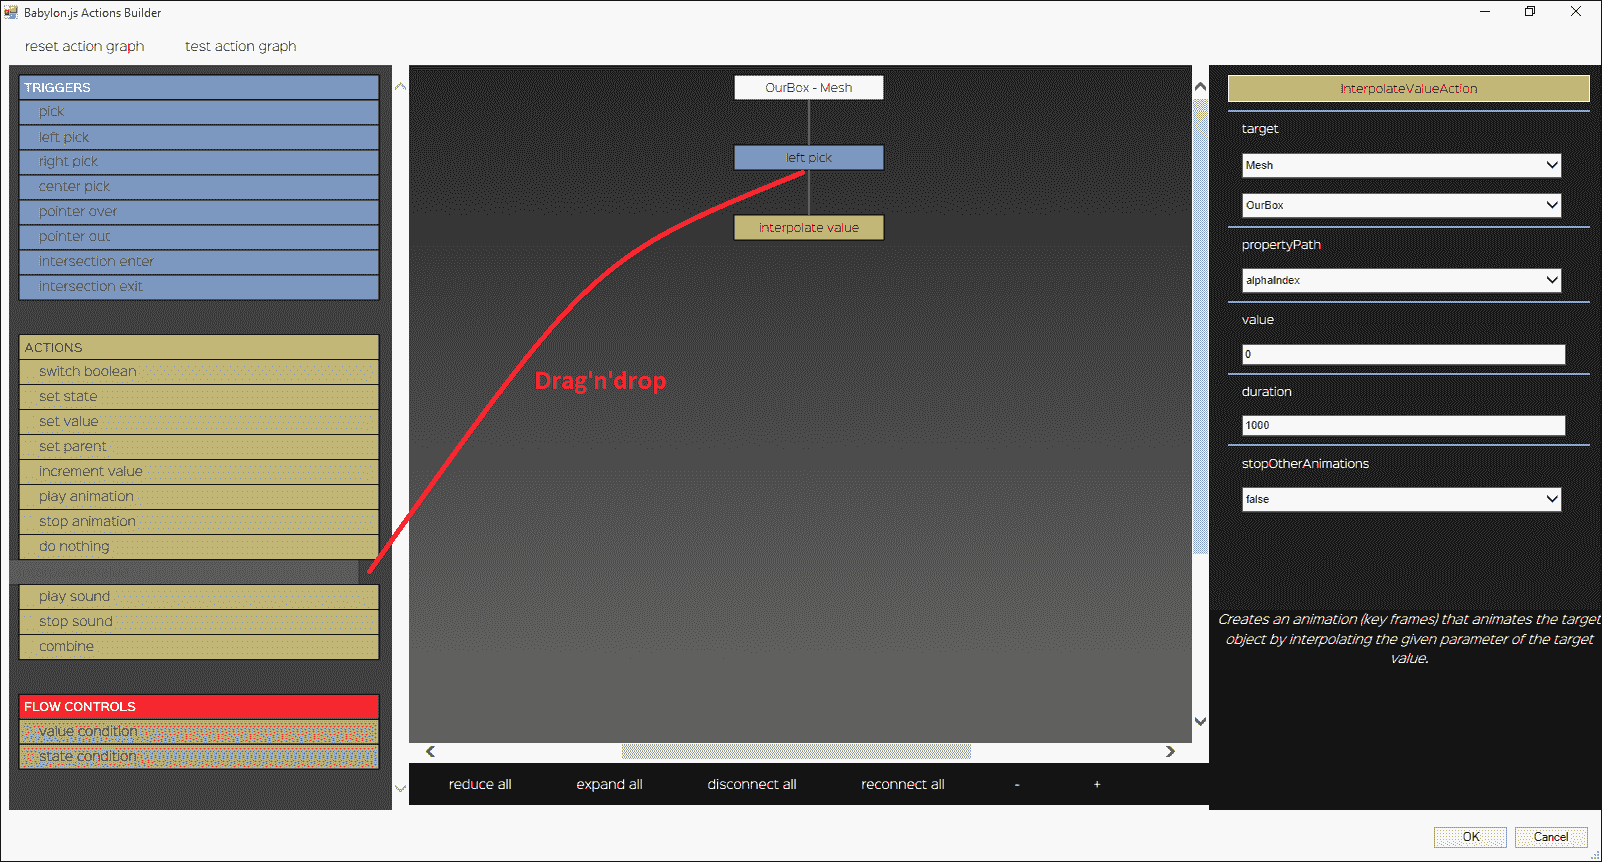 Babylon.js Actions Builder
reset action graph
test action graph
TRIGGERS
pick
left pick
right pick
center pick
pointer over
pointer out
intersection enter
intersection exit
ACTIONS
switch boolean
set state
set value
set parent
increment value
play animation
stop animation
do nothing
play sound
stop sound
combine
FLOW CONTROLS
value condition
state condition
OurBox - Mesh
left pick
interpolate value
Drag'n'drop
reduce all
expand all
disconnect all
reconnect all
-
+
InterpolateValueAction
target
Mesh
OurBox
propertyPath
alphaIndex
value
0
duration
1000
stopOtherAnimations
false
Creates an animation (key frames) that animates the target
object by interpolating the given parameter of the target
value.
OK
Cancel